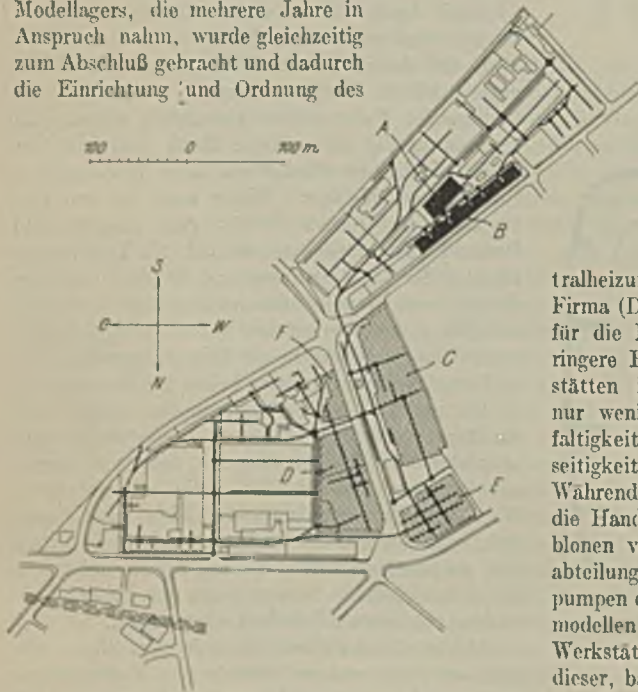 Modellagers, die mehrere Jahre in
Anspruch nahm, wurde gleichzeitig
zum Abschluß gebracht und dadurch
die Einrichtung und Ordnung des
100 0 100 m
A
B
S
O W
N
F
C
D
E
tralheizu
Firma (D
für die
ringere
stätten
nur weni
faltigkeit
seitigkeit
Während
die Hand
blonen v
abteilung
pumpen
modellen
Werkstät
dieser, b